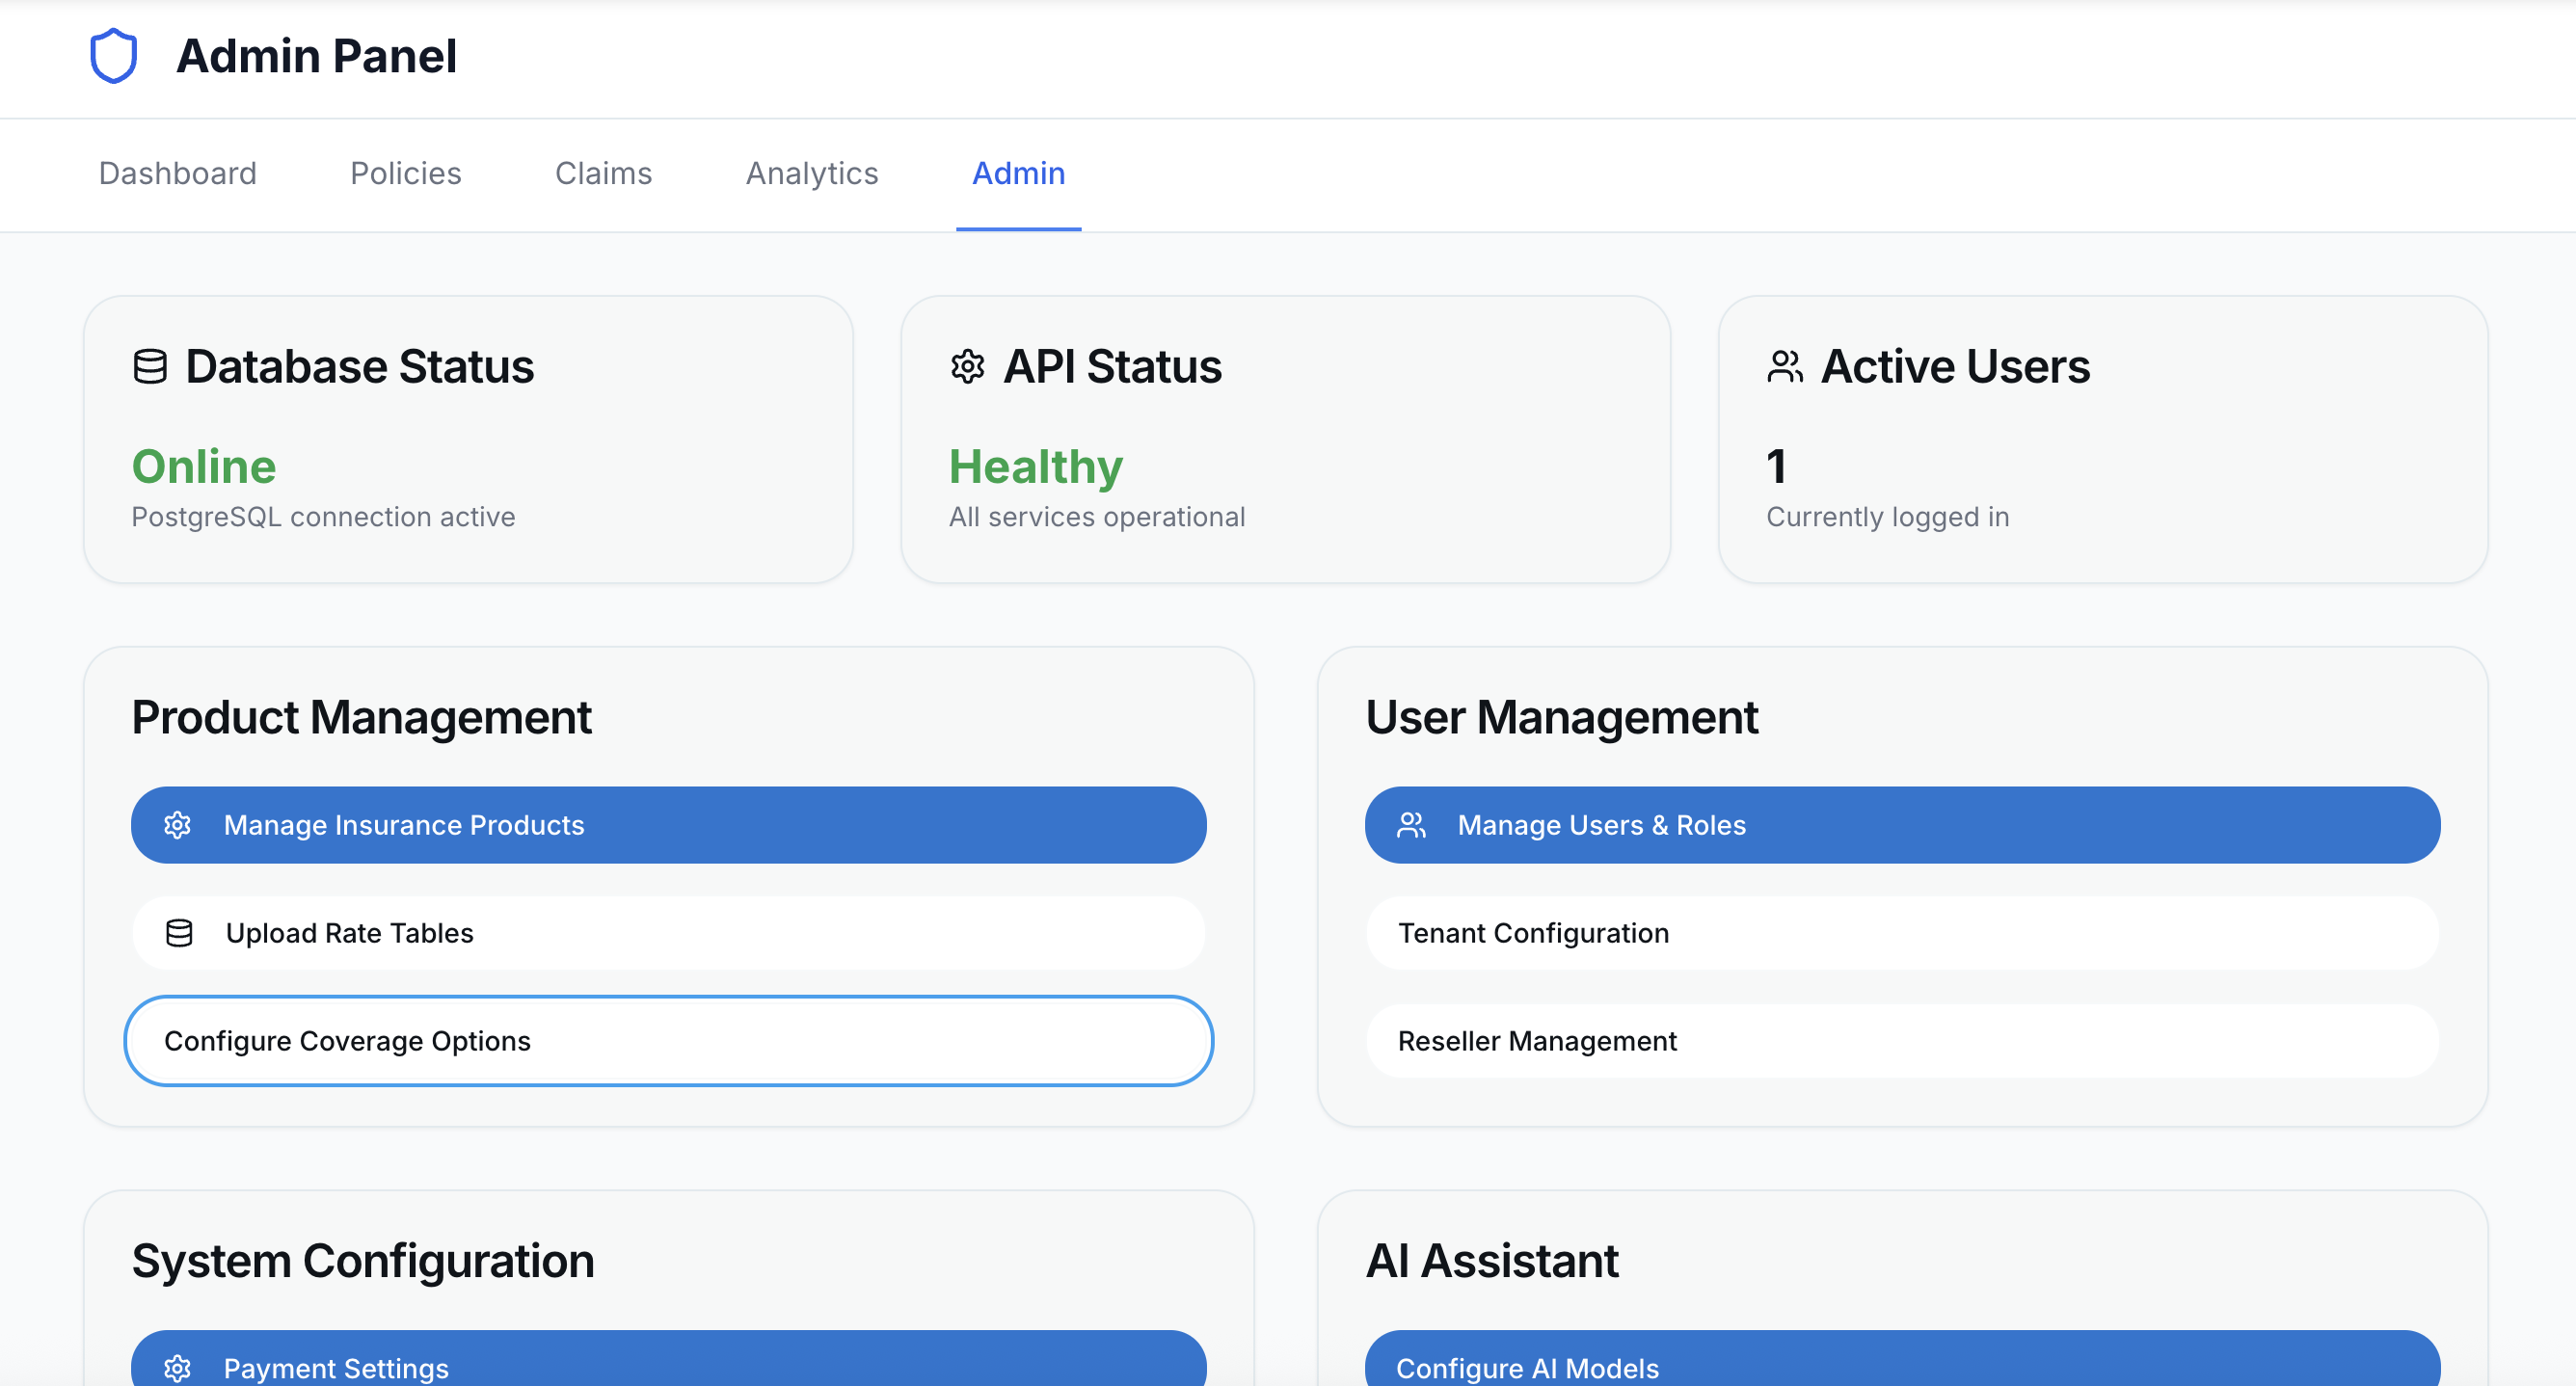 Admin Panel
Dashboard Policies Claims Analytics Admin
Database Status
Online
PostgreSQL connection active
API Status
Healthy
All services operational
Active Users
1
Currently logged in
Product Management
Manage Insurance Products
Upload Rate Tables
Configure Coverage Options
User Management
Manage Users & Roles
Tenant Configuration
Reseller Management
System Configuration
Payment Settings
AI Assistant
Configure AI Models